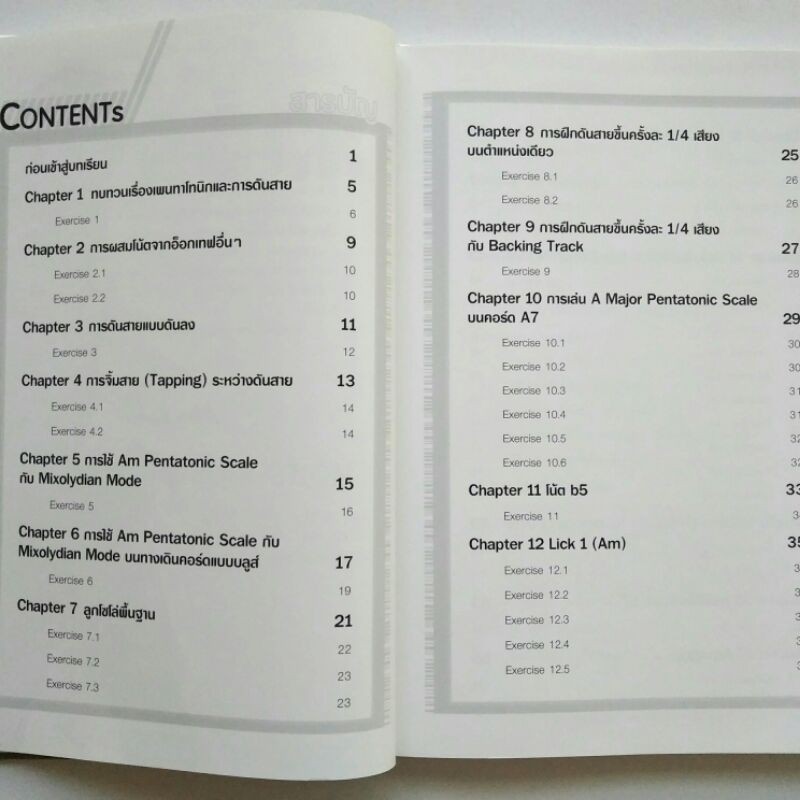 CONTENTs
สารบัญ
ก่อนเข้าสู่บทเรียน 1
Chapter 1 ทบทวนเรื่องเพนทาโทนิกและการดันสาย 5
Exercise 1 6
Chapter 2 การผสมโน้ตจากอ็อกเทฟอื่นๆ 9
Exercise 2.1 10
Exercise 2.2 10
Chapter 3 การดันสายแบบดันลง 11
Exercise 3 12
Chapter 4 การจิ้มสาย (Tapping) ระหว่างดันสาย 13
Exercise 4.1 14
Exercise 4.2 14
Chapter 5 การใช้ Am Pentatonic Scale
กับ Mixolydian Mode 15
Exercise 5 16
Chapter 6 การใช้ Am Pentatonic Scale กับ
Mixolydian Mode บนทางเดินคอร์ดแบบบลูส์ 17
Exercise 6 19
Chapter 7 ลูกโซโล่พื้นฐาน 21
Exercise 7.1 22
Exercise 7.2 23
Exercise 7.3 23
Chapter 8 การฝึกดันสายขึ้นครั้งละ 1/4 เสียง
บนตำแหน่งเดียว 25
Exercise 8.1 26
Exercise 8.2 26
Chapter 9 การฝึกดันสายขึ้นครั้งละ 1/4 เสียง
กับ Backing Track 27
Exercise 9 28
Chapter 10 การเล่น A Major Pentatonic Scale
บนคอร์ด A7 29
Exercise 10.1 30
Exercise 10.2 30
Exercise 10.3 31
Exercise 10.4 31
Exercise 10.5 32
Exercise 10.6 32
Chapter 11 โน้ต b5 33
Exercise 11
Chapter 12 Lick 1 (Am) 35
Exercise 12.1
Exercise 12.2
Exercise 12.3
Exercise 12.4
Exercise 12.5